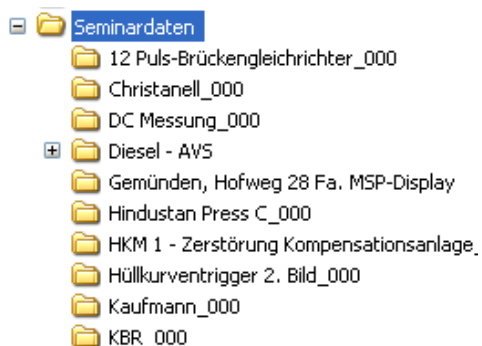 Seminardaten
12 Puls-Brückengleichrichter_000
Christanell_000
DC Messung_000
Diesel - AVS
Gemünden, Hofweg 28 Fa. MSP-Display
Hindustan Press C_000
HKM 1 - Zerstörung Kompensationsanlage_
Hüllkurventrigger 2. Bild_000
Kaufmann_000
KBR_000